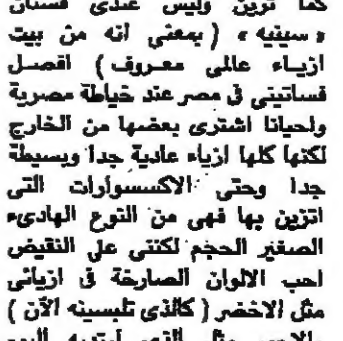 كما ترين وليس عندى فستان
« سينيه » ( بمعنى انه من بيت
ازياء عالمى معروف ) افصل
فساتينى فى مصر عند خياطة مصرية
واحيانا اشترى بعضها من الخارج
لكنها كلها ازياء عادية جدا وبسيطة
جدا وحتى الاكسسوارات التى
اتزين بها فهى من النوع الهادىء
الصغير الحجم لكننى على النقيض
احب الالوان الصارخة فى ازيائى
مثل الاخضر ( كالذى تلبسينه الآن )